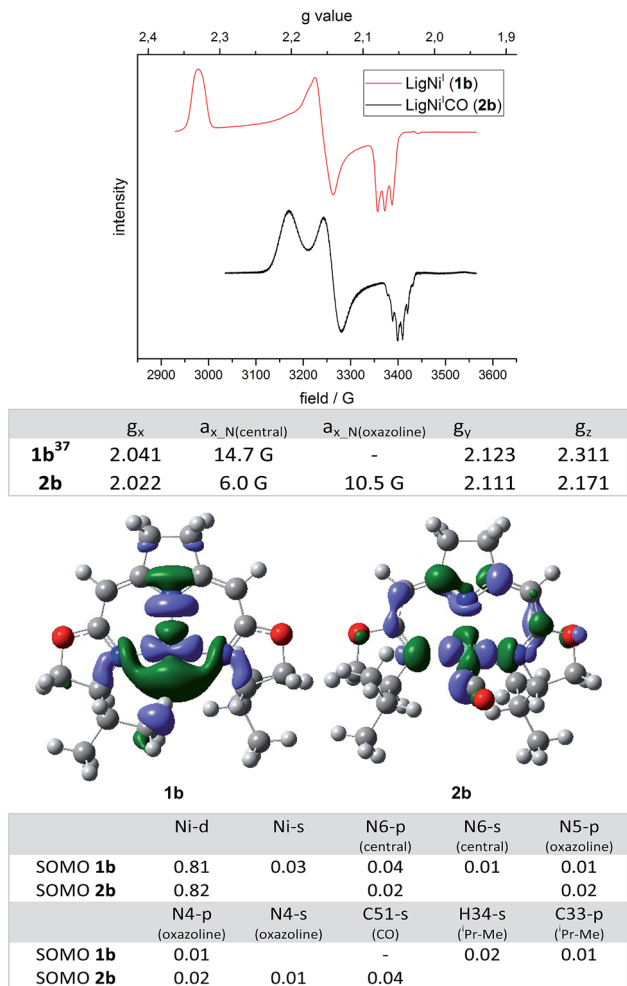 g value
2,4 2,3 2,2 2,1 2,0 1,9
LigNiᴵ (1b)
LigNiᴵCO (2b)
intensity
2900 3000 3100 3200 3300 3400 3500 3600
field / G
gx ax_N(central) ax_N(oxazoline) gy gz
1b³⁷ 2.041 14.7 G - 2.123 2.311
2b 2.022 6.0 G 10.5 G 2.111 2.171
1b 2b
Ni-d Ni-s N6-p N6-s N5-p
(central) (central) (oxazoline)
SOMO 1b 0.81 0.03 0.04 0.01 0.01
SOMO 2b 0.82 0.02 0.02
N4-p N4-s C51-s H34-s C33-p
(oxazoline) (oxazoline) (CO) (ⁱPr-Me) (ⁱPr-Me)
SOMO 1b 0.01 - 0.02 0.01
SOMO 2b 0.02 0.01 0.04